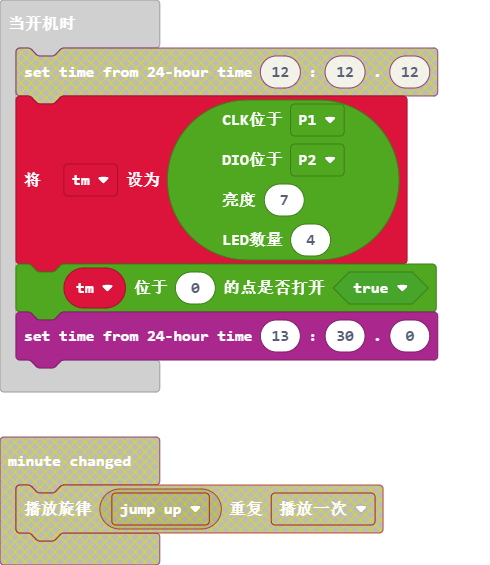 当开机时
set time from 24-hour time 12 : 12 . 12
CLK位于 P1
DIO位于 P2
将 tm 设为
亮度 7
LED数量 4
tm 位于 0 的点是否打开 true
set time from 24-hour time 13 : 30 . 0
minute changed
播放旋律 jump up 重复 播放一次